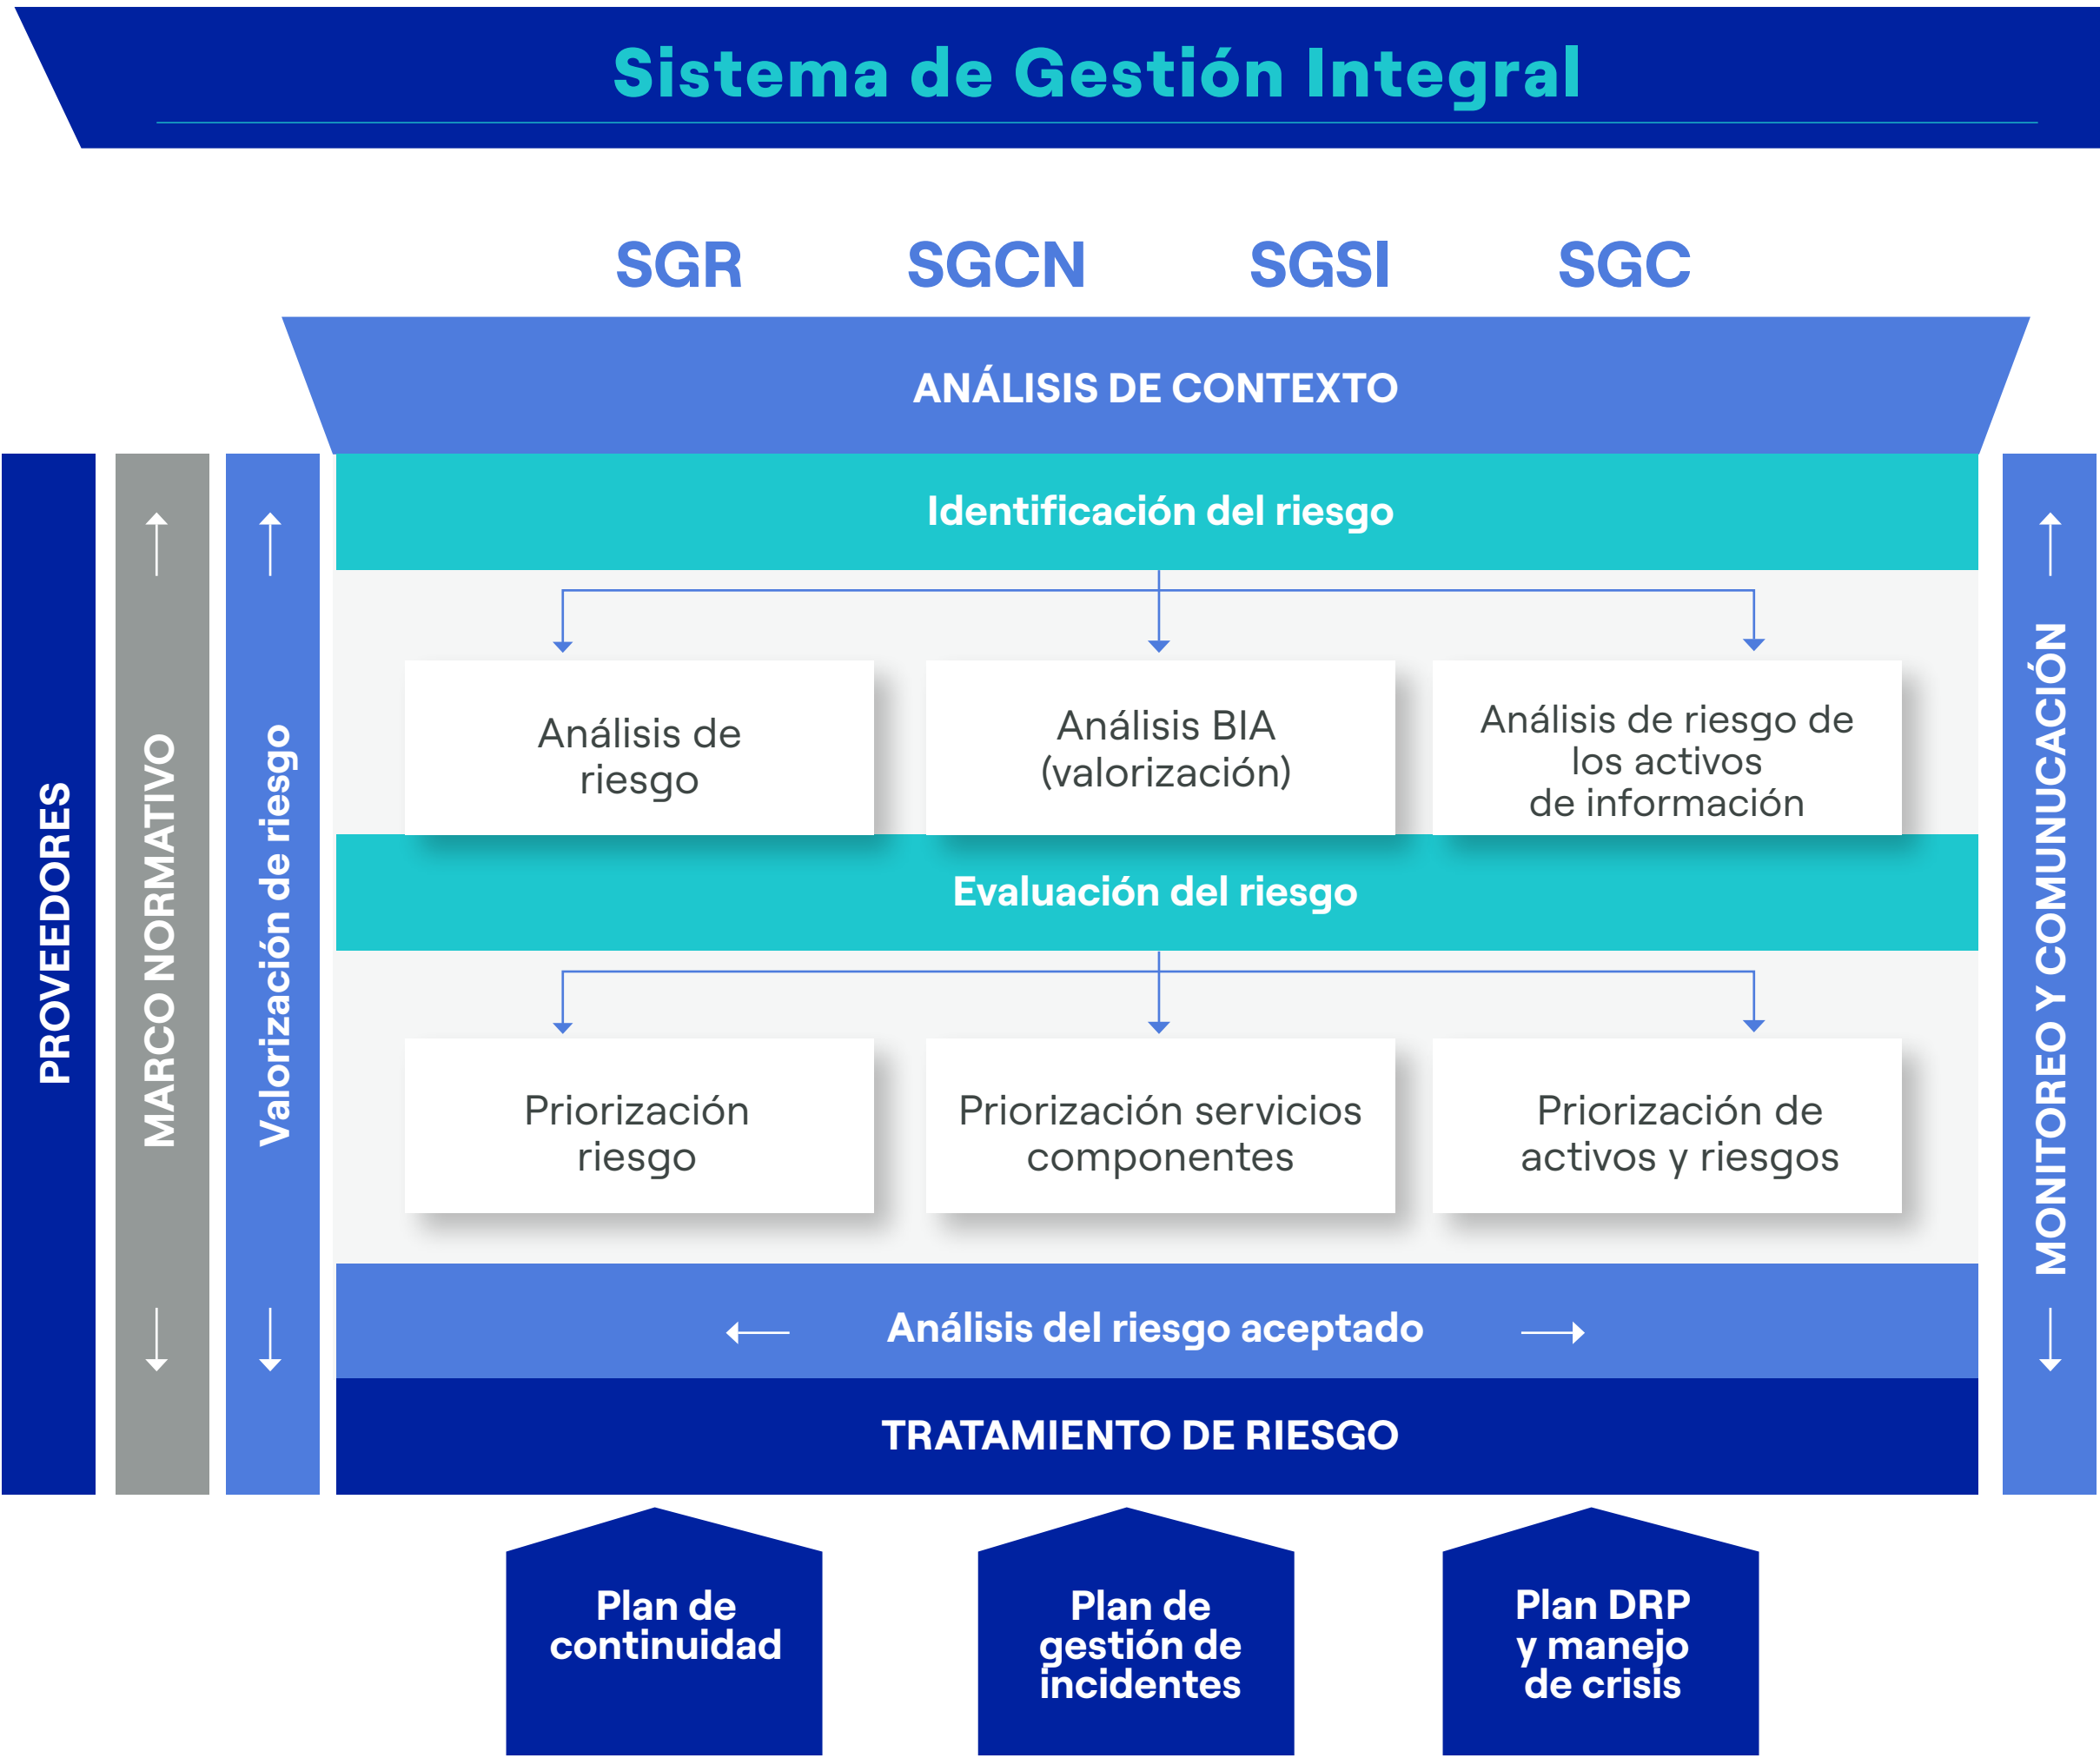 Sistema de Gestión Integral
SGR SGCN SGSI SGC
ANÁLISIS DE CONTEXTO
PROVEEDORES
MARCO NORMATIVO
Valorización de riesgo
Identificación del riesgo
Análisis de
riesgo
Análisis BIA
(valorización)
Análisis de riesgo de
los activos
de información
Evaluación del riesgo
Priorización
riesgo
Priorización servicios
componentes
Priorización de
activos y riesgos
Análisis del riesgo aceptado
TRATAMIENTO DE RIESGO
MONITOREO Y COMUNUCACIÓN
Plan de
continuidad
Plan de
gestión de
incidentes
Plan DRP
y manejo
de crisis